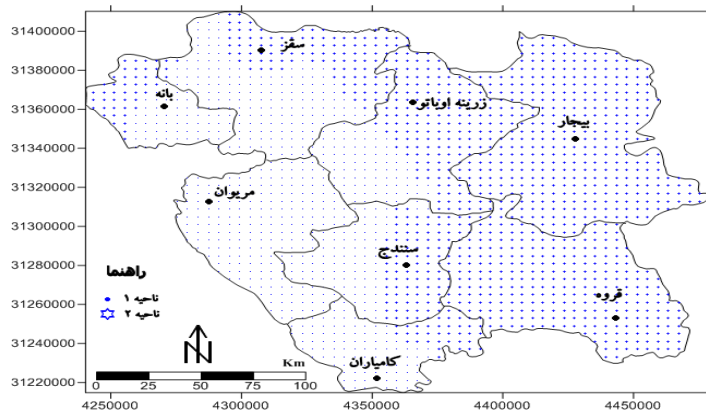 31400000
31380000
31360000
31340000
31320000
31300000
31280000
31260000
31240000
31220000
سقز
بانه
زرینه اوباتو
بیجار
مریوان
سنندج
قروه
کامیاران
راهنما
ناحیه ۱
ناحیه ۲
N
Km
0 25 50 75 100
4250000 4300000 4350000 4400000 4450000